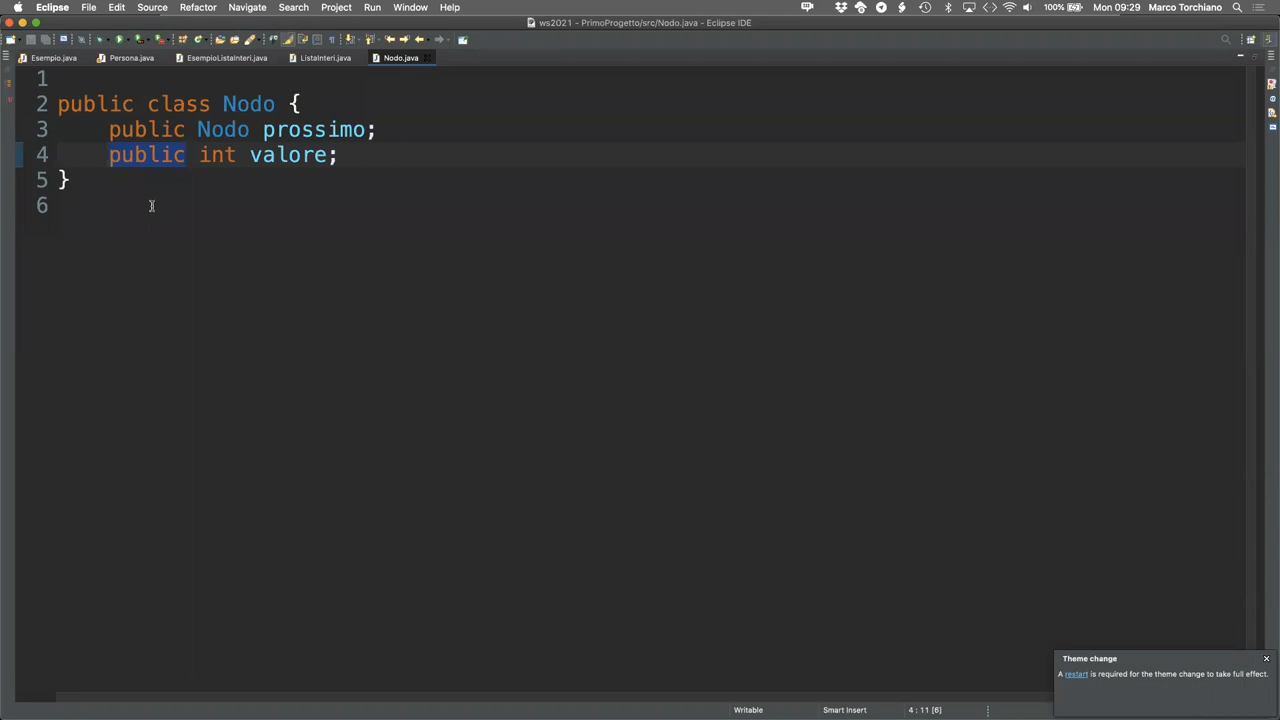 Eclipse File Edit Source Refactor Navigate Search Project Run Window Help 100% Mon 09:29 Marco Torchiano
ws2021 - PrimoProgetto/src/Nodo.java - Eclipse IDE
Esempio.java Persona.java EsempioListaInteri.java ListaInteri.java Nodo.java
1
2 public class Nodo {
3 public Nodo prossimo;
4 public int valore;
5 }
6
Theme change
A restart is required for the theme change to take full effect.
Writable Smart Insert 4 : 11 [6]